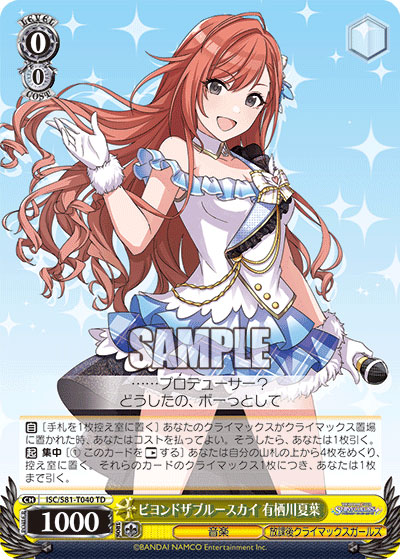 LEVEL
0
0
COST
SAMPLE
……プロデューサー?
どうしたの、ボーっとして
自 [手札を1枚控え室に置く] あなたのクライマックスがクライマックス置場
に置かれた時、あなたはコストを払ってよい。そうしたら、あなたは1枚引く。
起 集中 [① このカードを レスト する] あなたは自分の山札の上から4枚をめくり、
控え室に置く。それらのカードのクライマックス1枚につき、あなたは1
枚まで引く。
CH ISC/S81-T040 TD ビヨンドザブルースカイ 有栖川夏葉
POWER 1000
音楽
放課後クライマックスガールズ
©BANDAI NAMCO Entertainment Inc.